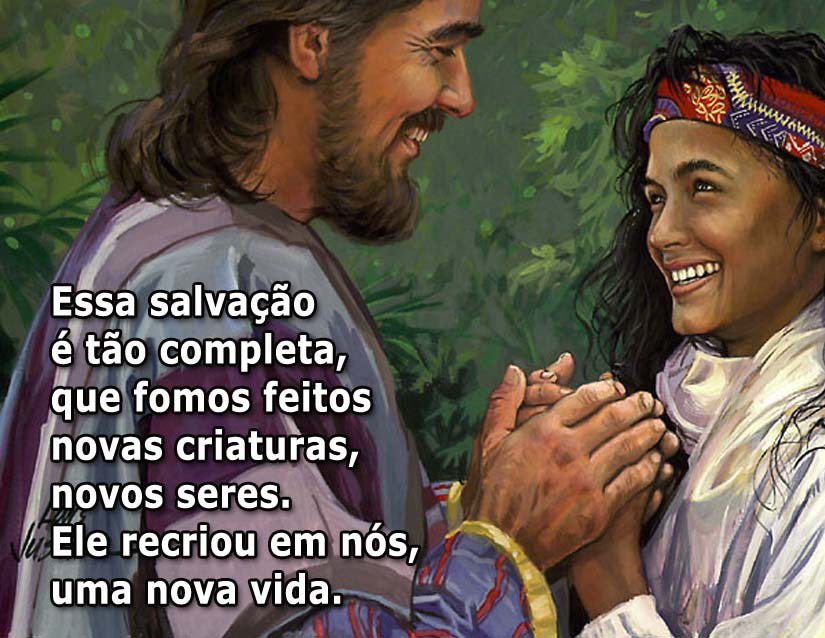 Essa salvação
é tão completa,
que fomos feitos
novas criaturas,
novos seres.
Ele recriou em nós,
uma nova vida.